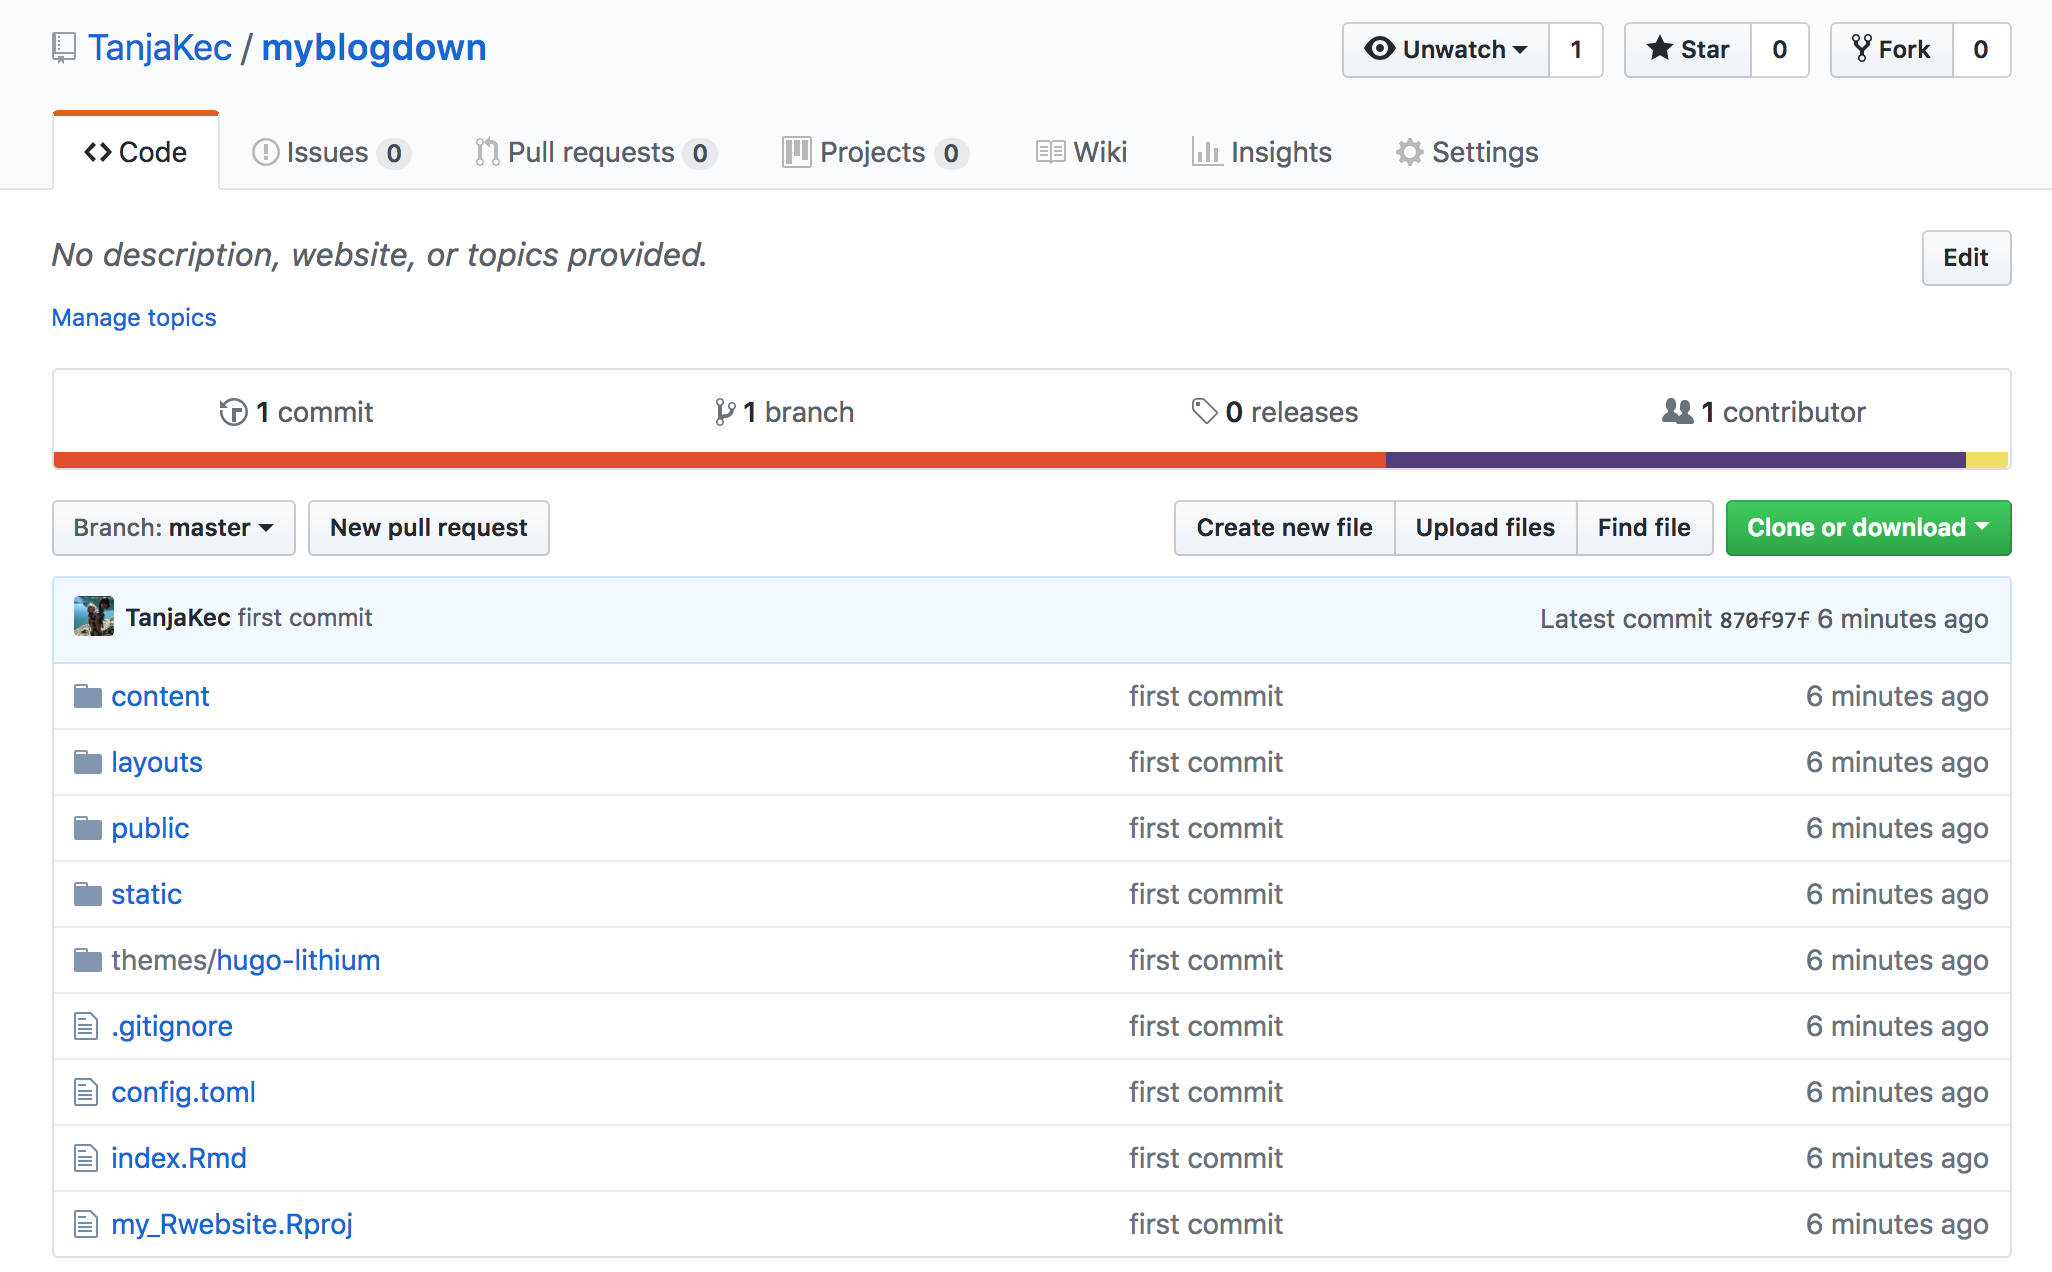 TanjaKec / myblogdown
Unwatch 1 Star 0 Fork 0
Code Issues 0 Pull requests 0 Projects 0 Wiki Insights Settings
No description, website, or topics provided.
Edit
Manage topics
1 commit 1 branch 0 releases 1 contributor
Branch: master New pull request Create new file Upload files Find file Clone or download
TanjaKec first commit Latest commit 870f97f 6 minutes ago
content first commit 6 minutes ago
layouts first commit 6 minutes ago
public first commit 6 minutes ago
static first commit 6 minutes ago
themes/hugo-lithium first commit 6 minutes ago
.gitignore first commit 6 minutes ago
config.toml first commit 6 minutes ago
index.Rmd first commit 6 minutes ago
my_Rwebsite.Rproj first commit 6 minutes ago